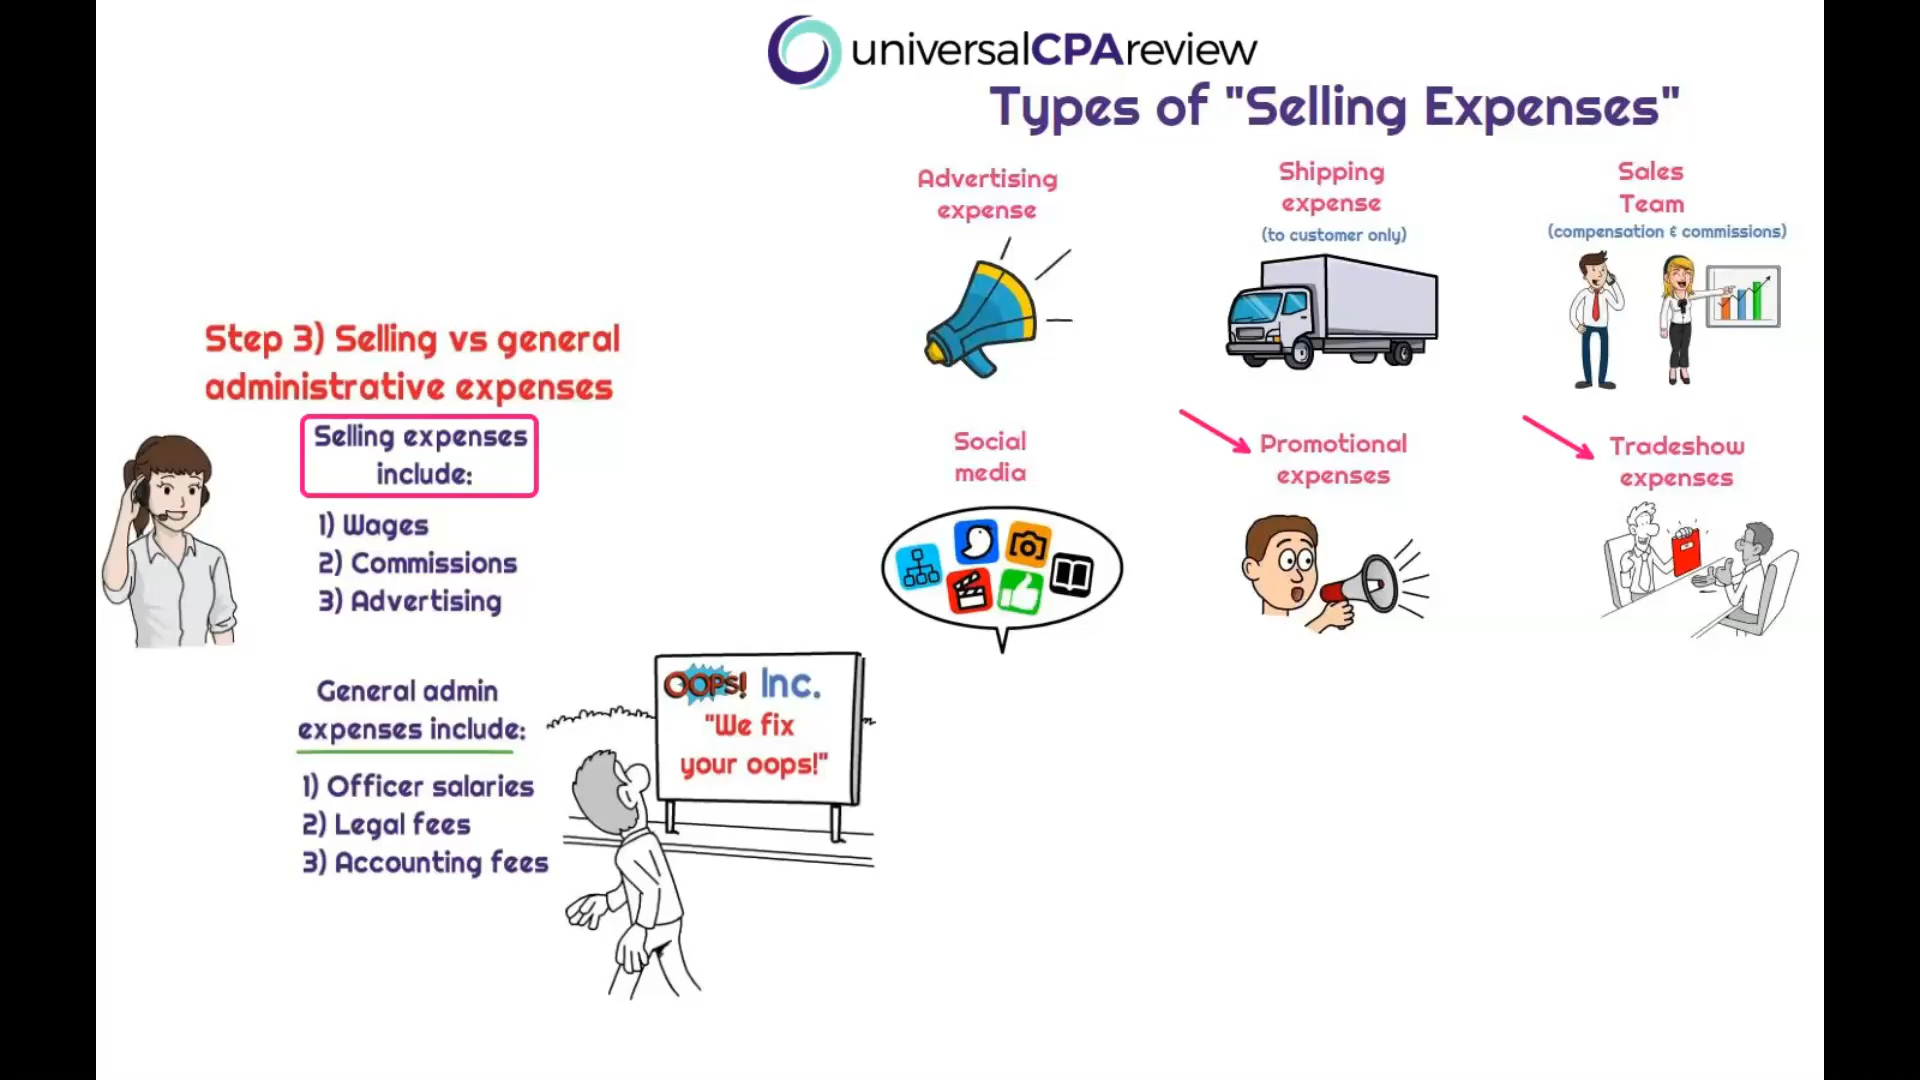 universalCPAreview
Types of "Selling Expenses"
Advertising
expense
Shipping
expense
(to customer only)
Sales
Team
(compensation & commissions)
Social
media
Promotional
expenses
Tradeshow
expenses
Step 3) Selling vs general
administrative expenses
Selling expenses
include:
1) Wages
2) Commissions
3) Advertising
General admin
expenses include:
1) Officer salaries
2) Legal fees
3) Accounting fees
OOPS! Inc.
"We fix
your oops!"